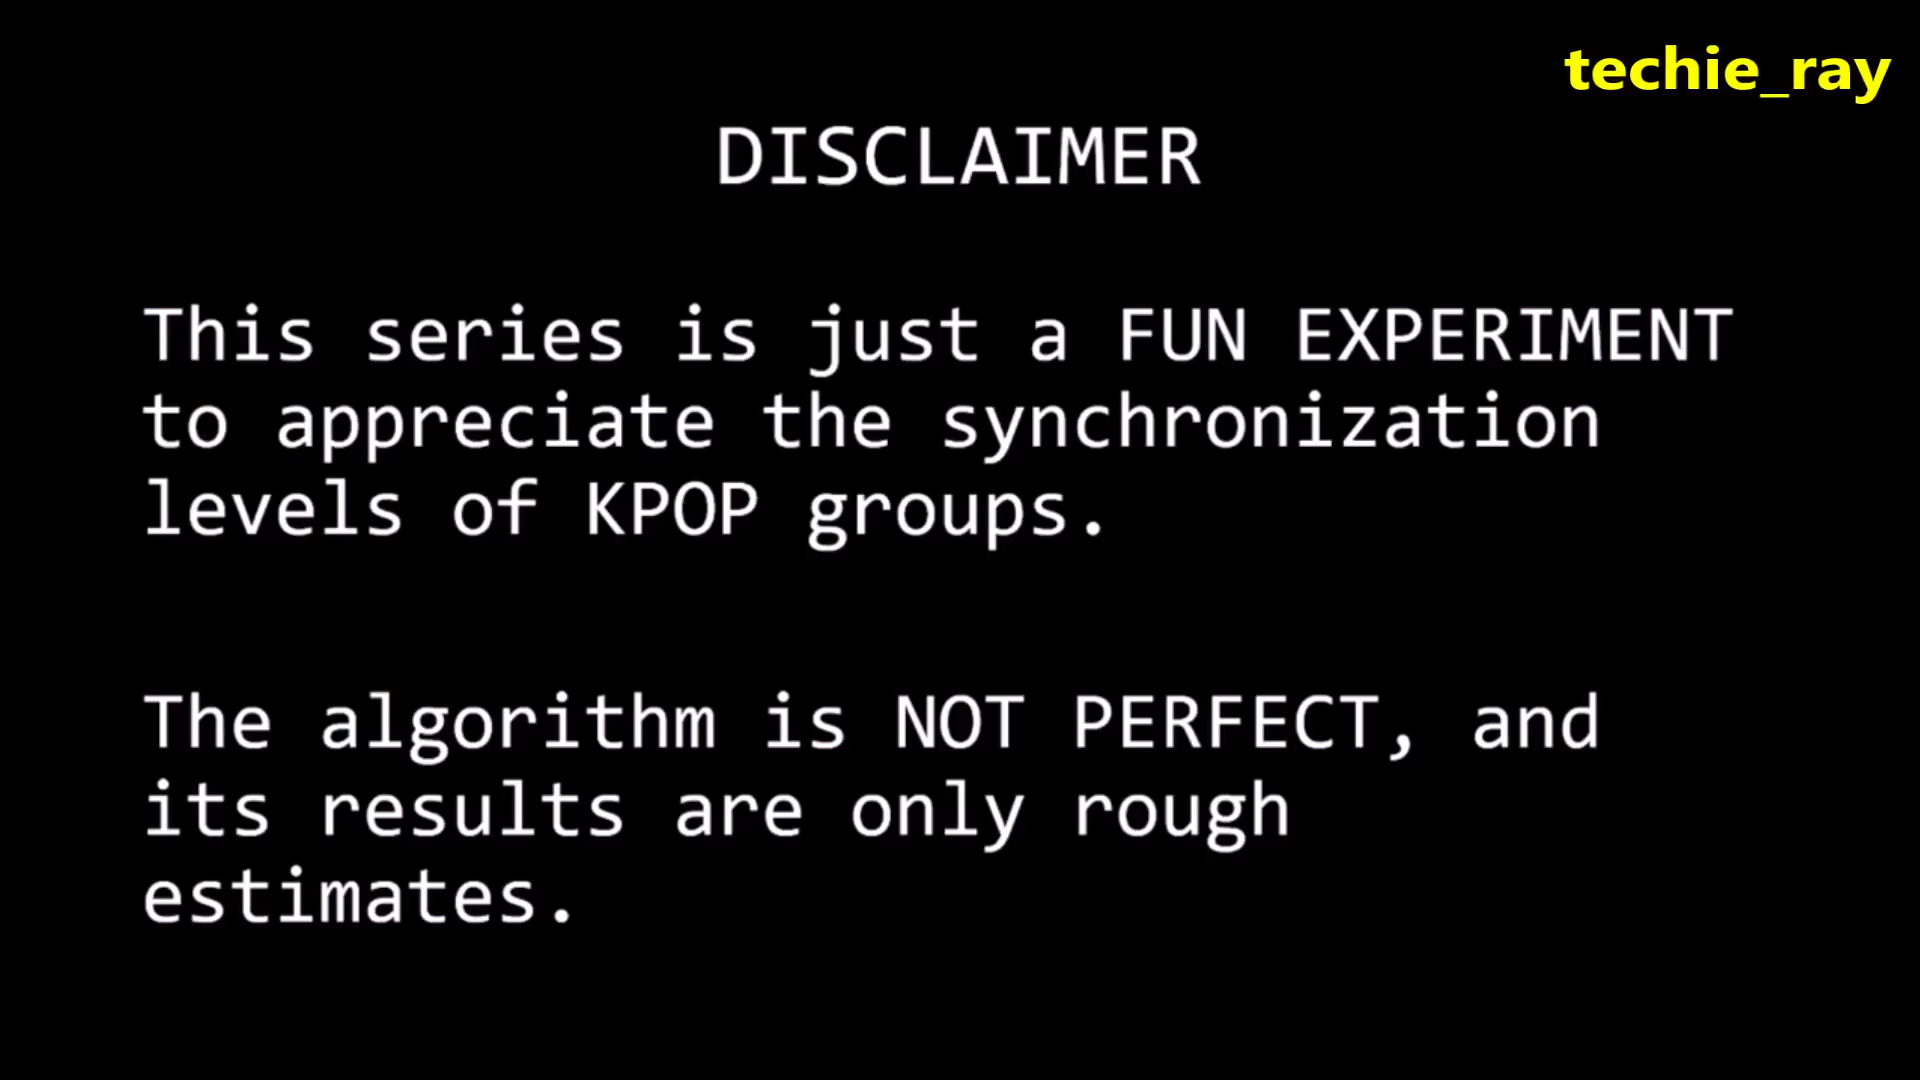 techie_ray
DISCLAIMER
This series is just a FUN EXPERIMENT
to appreciate the synchronization
levels of KPOP groups.
The algorithm is NOT PERFECT, and
its results are only rough
estimates.